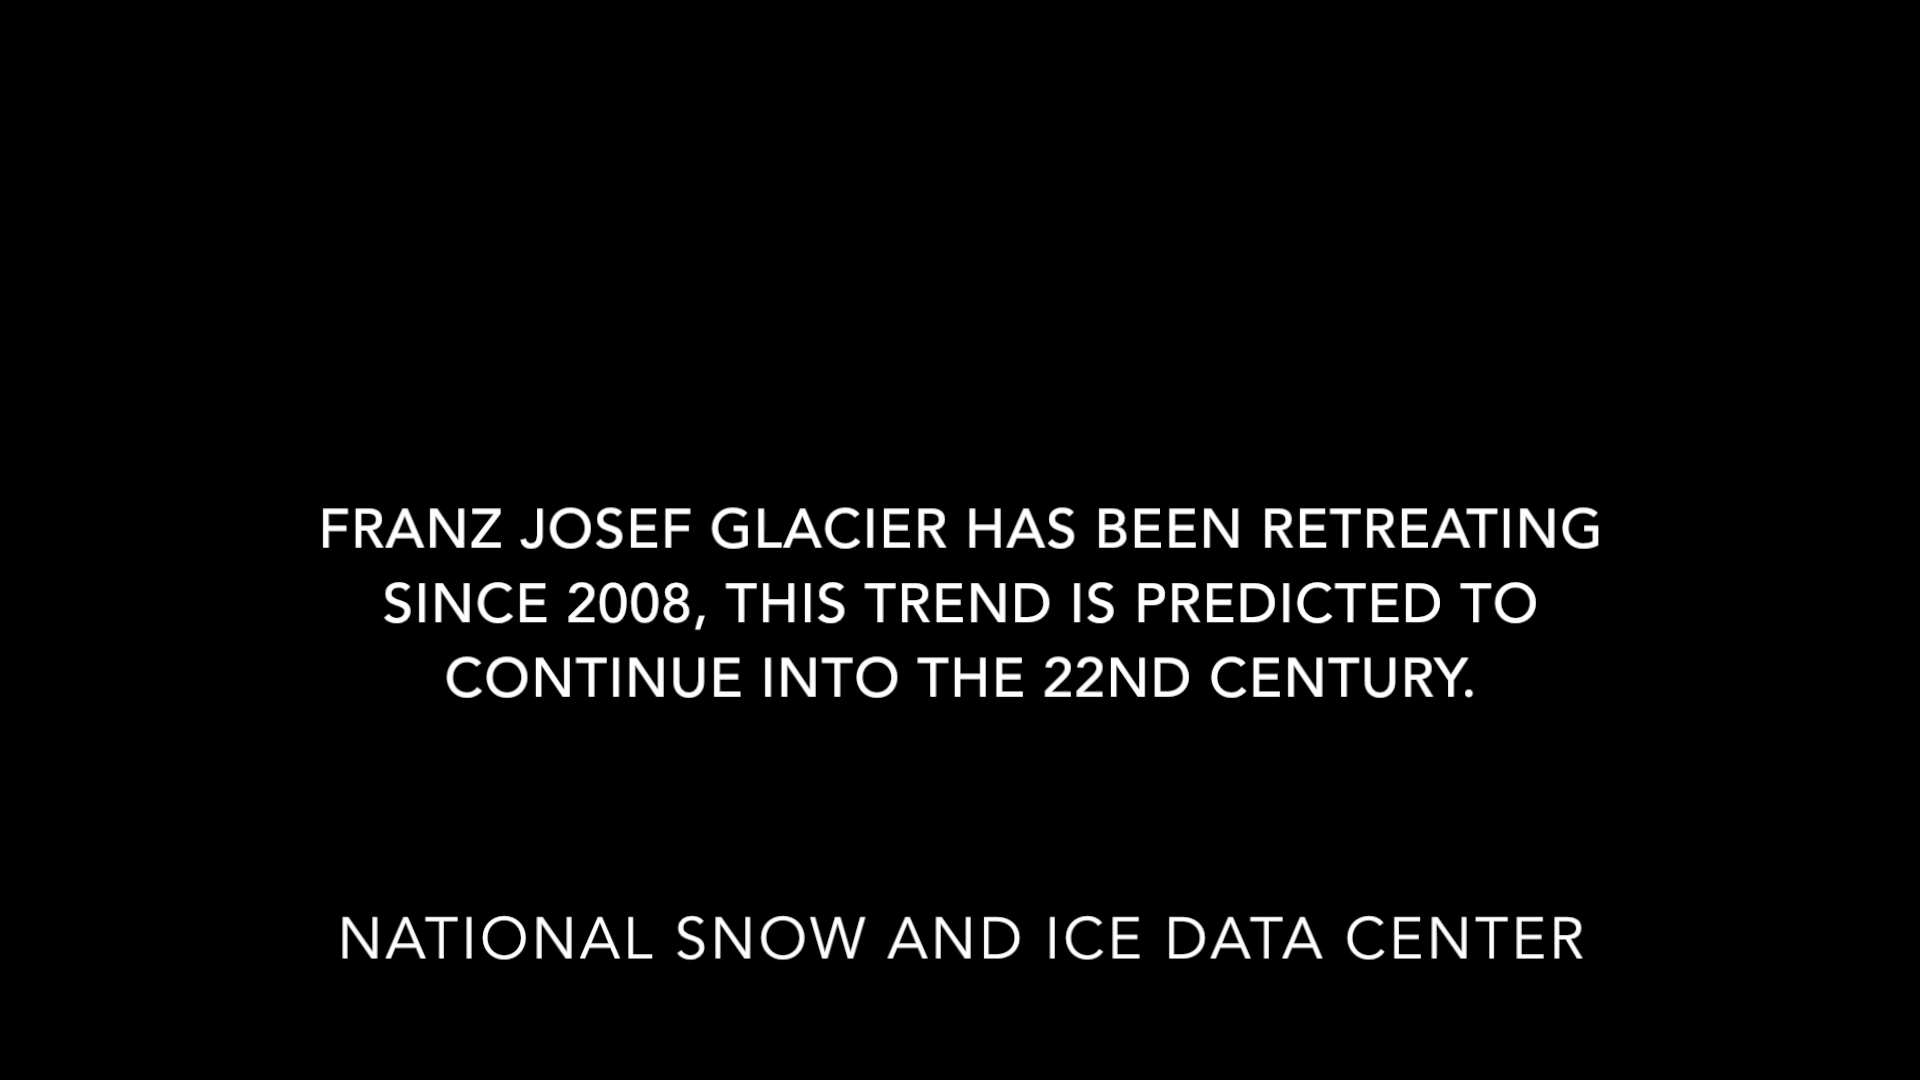 FRANZ JOSEF GLACIER HAS BEEN RETREATING
SINCE 2008, THIS TREND IS PREDICTED TO
CONTINUE INTO THE 22ND CENTURY.
NATIONAL SNOW AND ICE DATA CENTER